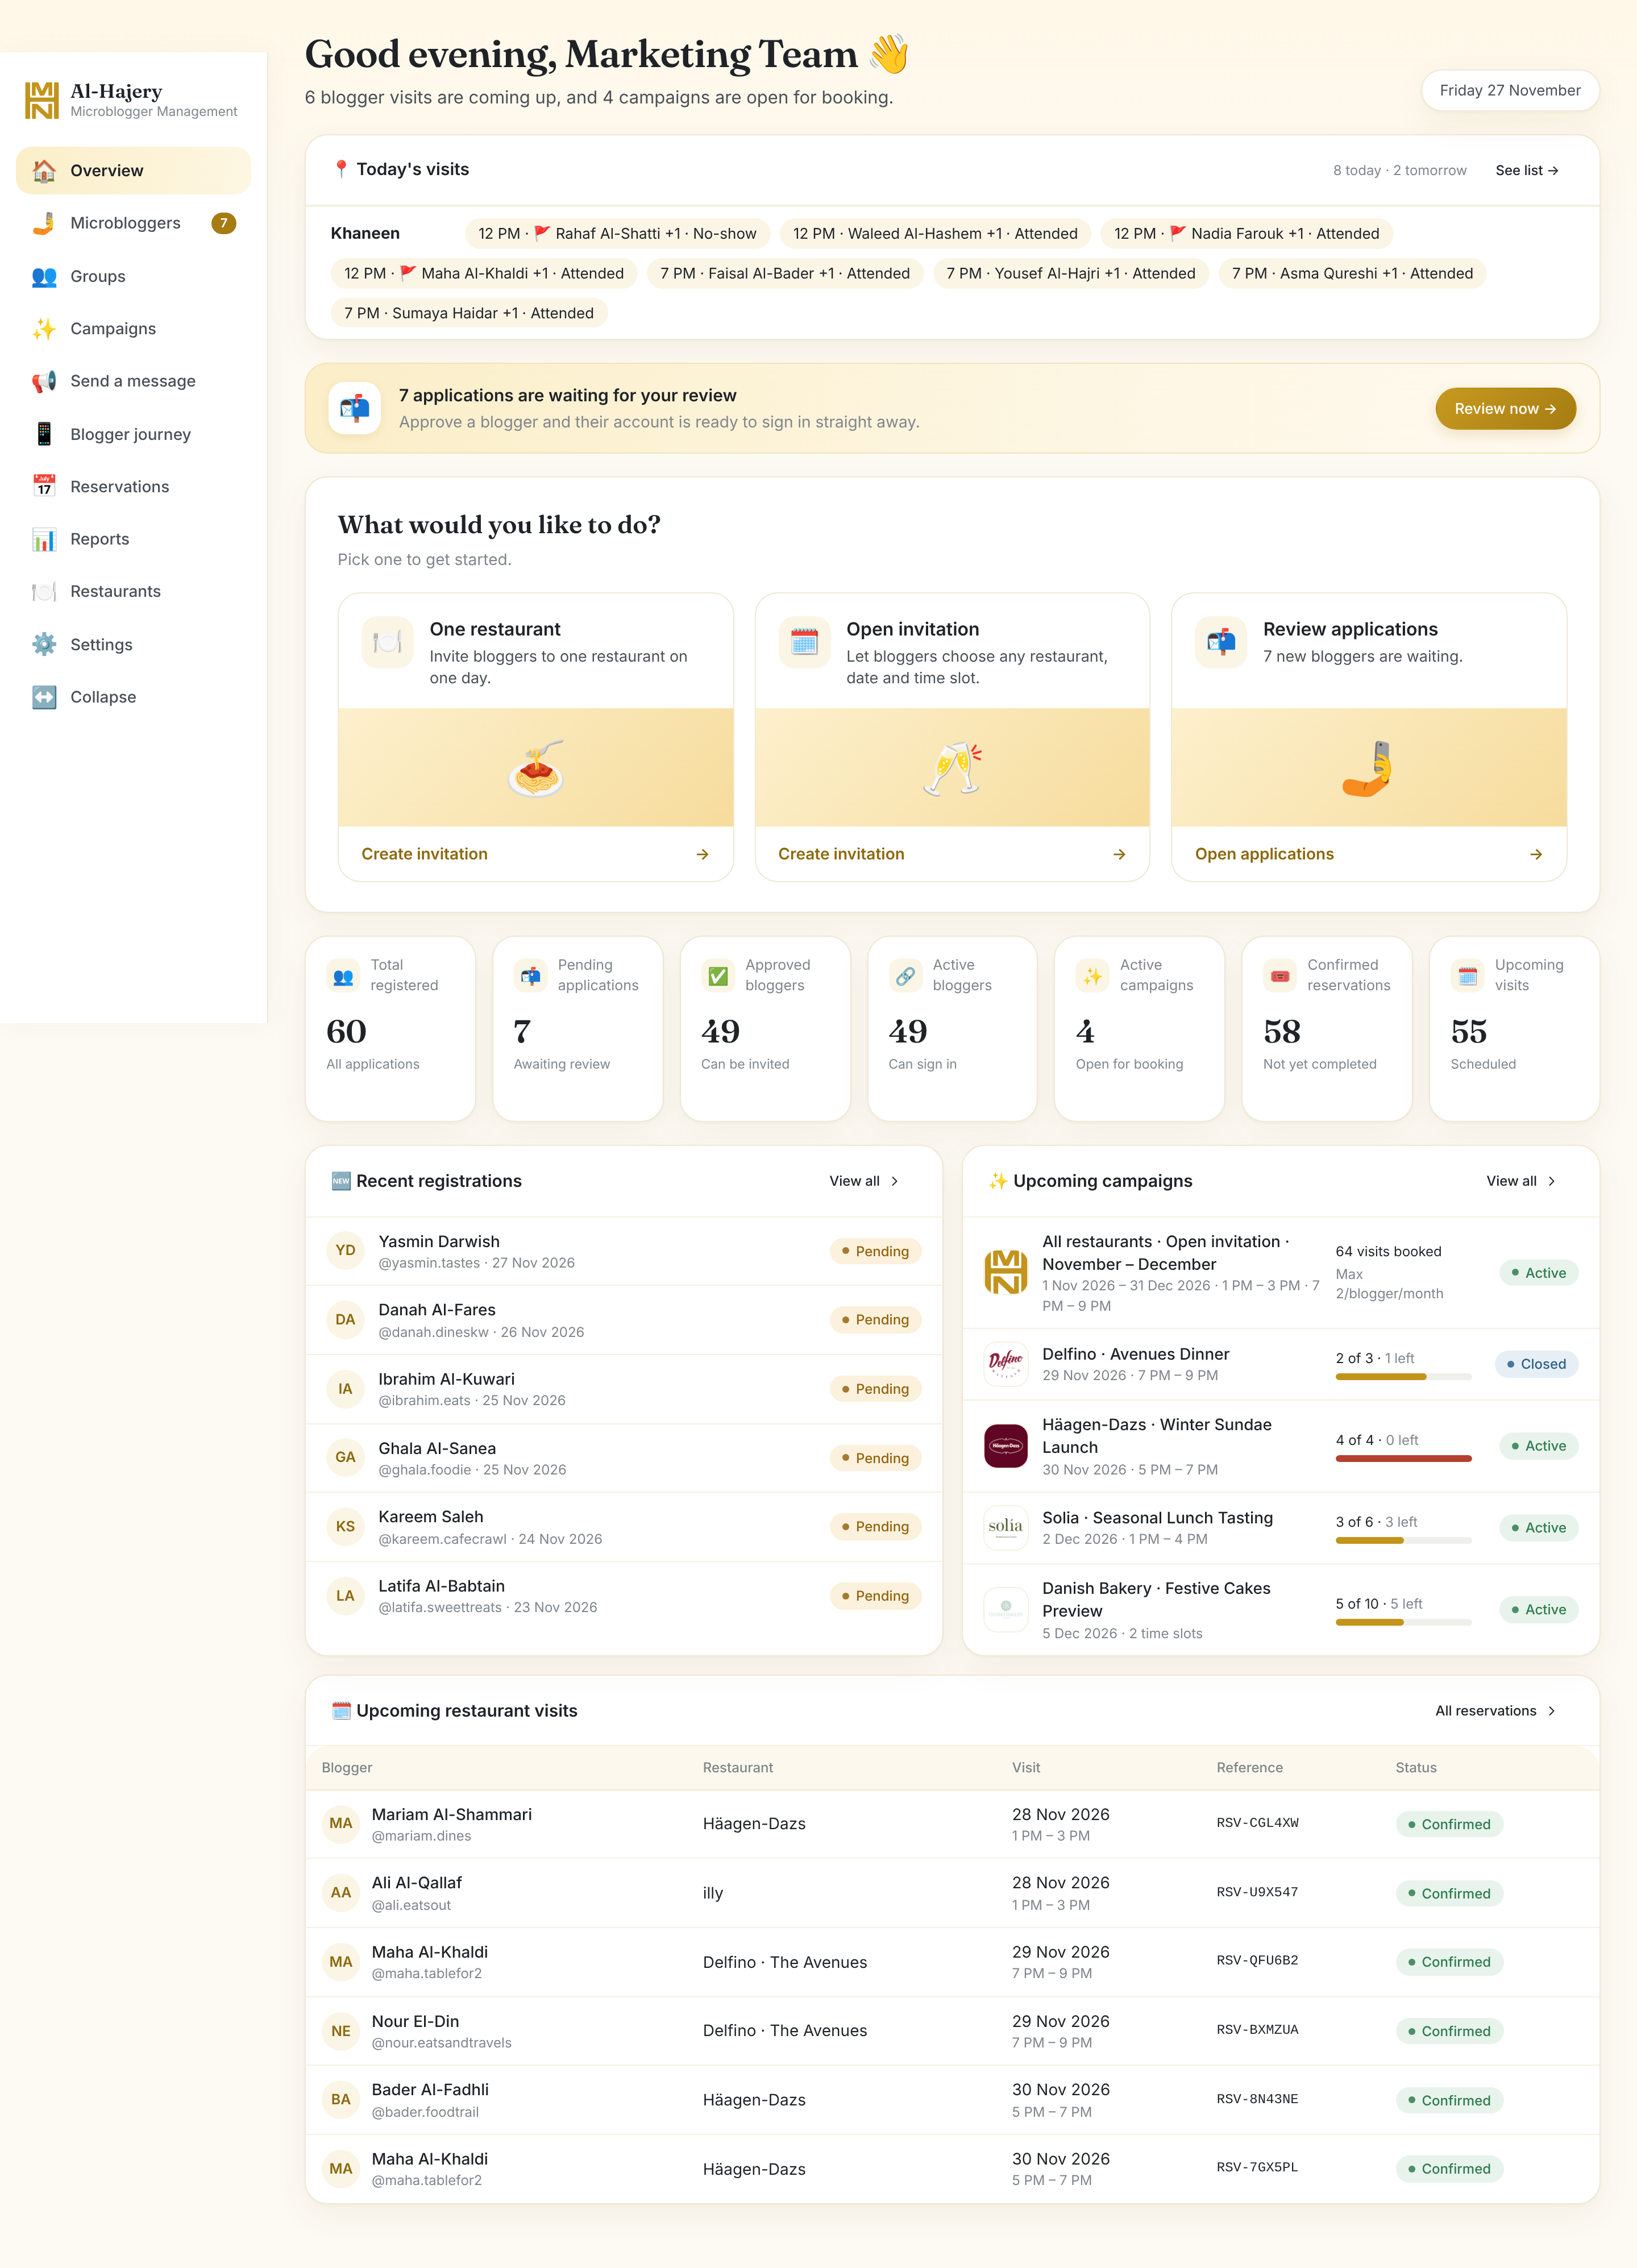 Al-Hajery
Microblogger Management
Overview
Microbloggers 7
Groups
Campaigns
Send a message
Blogger journey
Reservations
Reports
Restaurants
Settings
Collapse
Good evening, Marketing Team 👋
6 blogger visits are coming up, and 4 campaigns are open for booking.
Friday 27 November
📍 Today's visits
8 today · 2 tomorrow
See list →
Khaneen
12 PM · 🚩 Rahaf Al-Shatti +1 · No-show
12 PM · Waleed Al-Hashem +1 · Attended
12 PM · 🚩 Nadia Farouk +1 · Attended
12 PM · 🚩 Maha Al-Khaldi +1 · Attended
7 PM · Faisal Al-Bader +1 · Attended
7 PM · Yousef Al-Hajri +1 · Attended
7 PM · Asma Qureshi +1 · Attended
7 PM · Sumaya Haidar +1 · Attended
7 applications are waiting for your review
Approve a blogger and their account is ready to sign in straight away.
Review now →
What would you like to do?
Pick one to get started.
One restaurant
Invite bloggers to one restaurant on
one day.
Create invitation →
Open invitation
Let bloggers choose any restaurant,
date and time slot.
Create invitation →
Review applications
7 new bloggers are waiting.
Open applications →
Total
registered
60
All applications
Pending
applications
7
Awaiting review
Approved
bloggers
49
Can be invited
Active
bloggers
49
Can sign in
Active
campaigns
4
Open for booking
Confirmed
reservations
58
Not yet completed
Upcoming
visits
55
Scheduled
🆕 Recent registrations
View all >
YD
Yasmin Darwish
@yasmin.tastes · 27 Nov 2026
Pending
DA
Danah Al-Fares
@danah.dineskw · 26 Nov 2026
Pending
IA
Ibrahim Al-Kuwari
@ibrahim.eats · 25 Nov 2026
Pending
GA
Ghala Al-Sanea
@ghala.foodie · 25 Nov 2026
Pending
KS
Kareem Saleh
@kareem.cafecrawl · 24 Nov 2026
Pending
LA
Latifa Al-Babtain
@latifa.sweettreats · 23 Nov 2026
Pending
✨ Upcoming campaigns
View all >
All restaurants · Open invitation ·
November – December
1 Nov 2026 – 31 Dec 2026 · 1 PM – 3 PM · 7
PM – 9 PM
64 visits booked
Max
2/blogger/month
Active
Delfino
Delfino · Avenues Dinner
29 Nov 2026 · 7 PM – 9 PM
2 of 3 · 1 left
Closed
Häagen-Dazs
Häagen-Dazs · Winter Sundae
Launch
30 Nov 2026 · 5 PM – 7 PM
4 of 4 · 0 left
Active
solia
Solia · Seasonal Lunch Tasting
2 Dec 2026 · 1 PM – 4 PM
3 of 6 · 3 left
Active
Danish Bakery · Festive Cakes
Preview
5 Dec 2026 · 2 time slots
5 of 10 · 5 left
Active
🗓️ Upcoming restaurant visits
All reservations >
Blogger Restaurant Visit Reference Status
MA
Mariam Al-Shammari
@mariam.dines
Häagen-Dazs
28 Nov 2026
1 PM – 3 PM
RSV-CGL4XW
Confirmed
AA
Ali Al-Qallaf
@ali.eatsout
illy
28 Nov 2026
1 PM – 3 PM
RSV-U9X547
Confirmed
MA
Maha Al-Khaldi
@maha.tablefor2
Delfino · The Avenues
29 Nov 2026
7 PM – 9 PM
RSV-QFU6B2
Confirmed
NE
Nour El-Din
@nour.eatsandtravels
Delfino · The Avenues
29 Nov 2026
7 PM – 9 PM
RSV-BXMZUA
Confirmed
BA
Bader Al-Fadhli
@bader.foodtrail
Häagen-Dazs
30 Nov 2026
5 PM – 7 PM
RSV-8N43NE
Confirmed
MA
Maha Al-Khaldi
@maha.tablefor2
Häagen-Dazs
30 Nov 2026
5 PM – 7 PM
RSV-7GX5PL
Confirmed